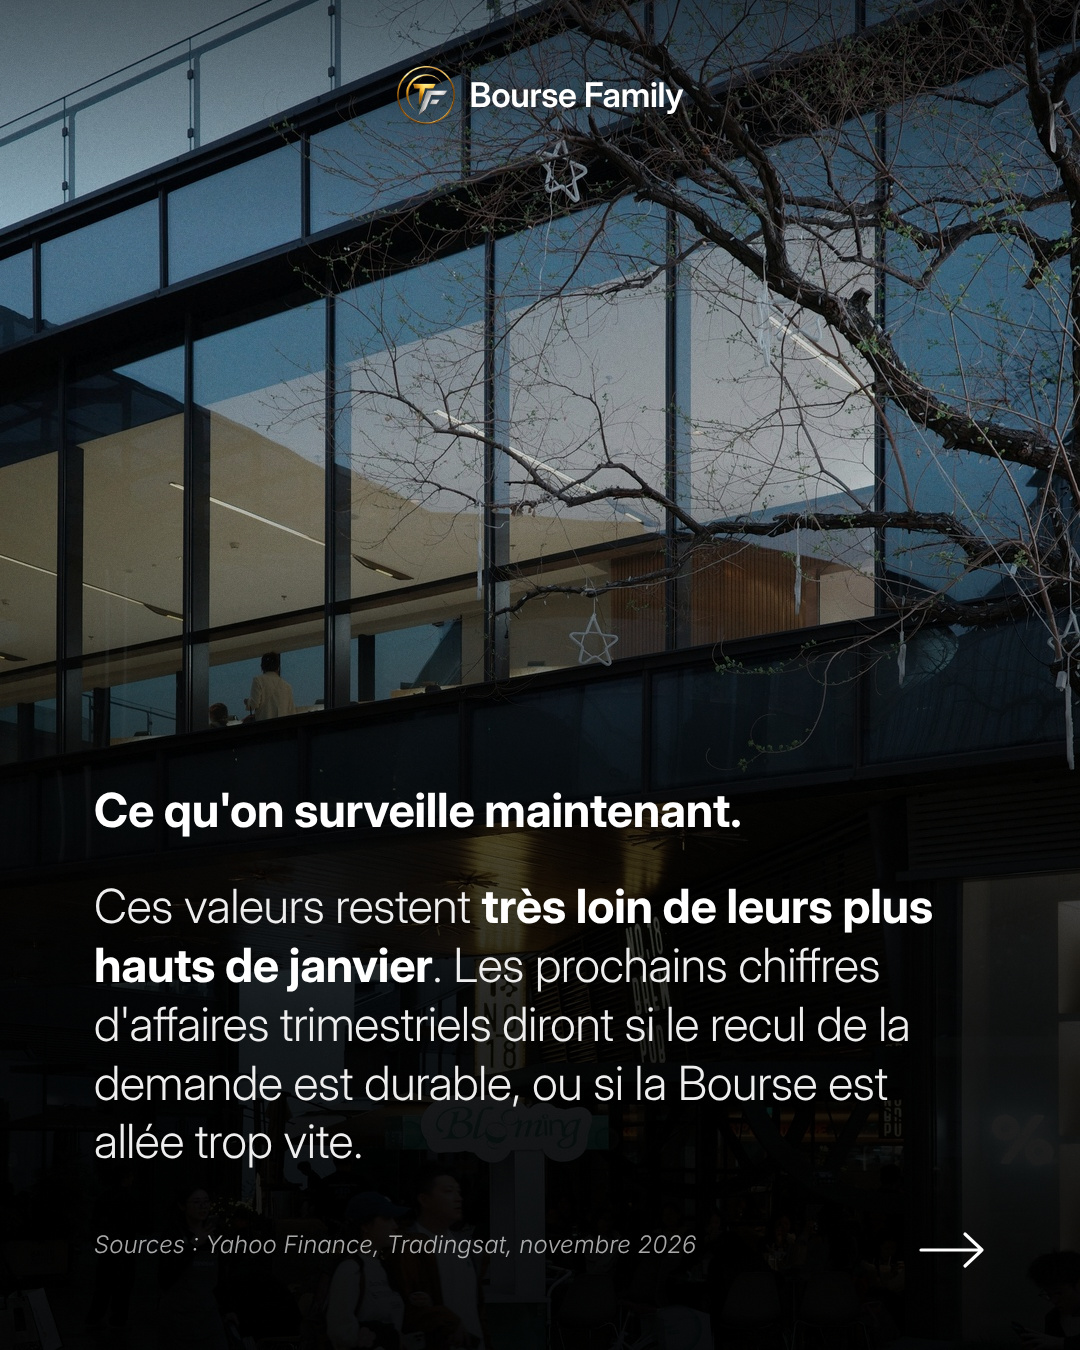 Bourse Family
Ce qu'on surveille maintenant.
Ces valeurs restent très loin de leurs plus
hauts de janvier. Les prochains chiffres
d'affaires trimestriels diront si le recul de la
demande est durable, ou si la Bourse est
allée trop vite.
Sources : Yahoo Finance, Tradingsat, novembre 2026